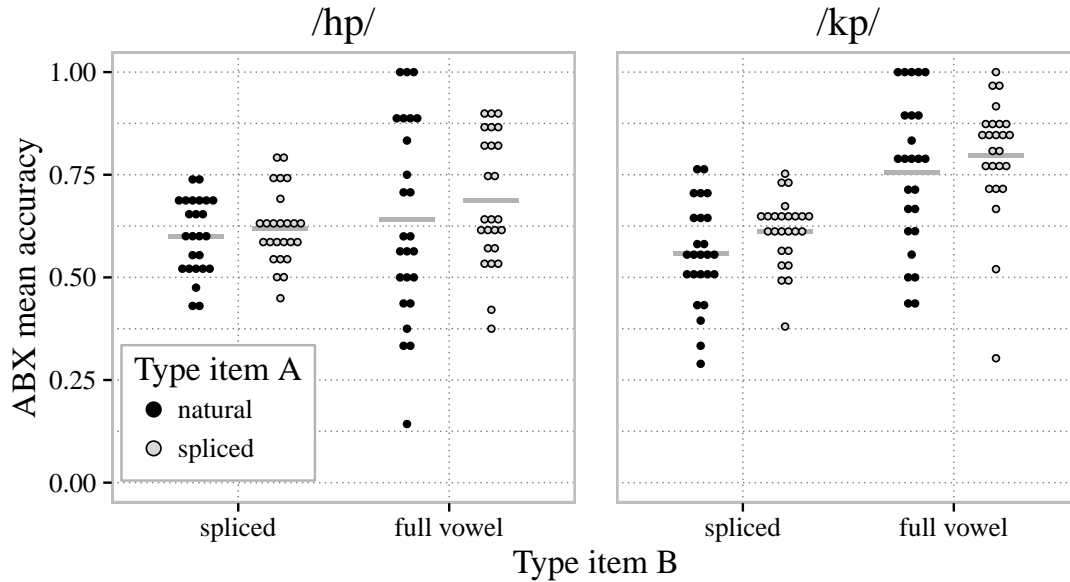 /hp/
/kp/
ABX mean accuracy
1.00
0.75
0.50
0.25
0.00
Type item A
natural
spliced
spliced
full vowel
spliced
full vowel
Type item B